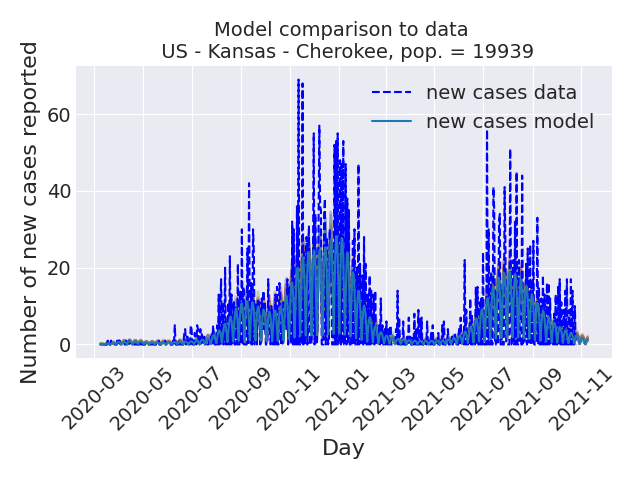 Model comparison to data
US - Kansas - Cherokee, pop. = 19939
new cases data
new cases model
Number of new cases reported
60
40
20
0
2020-03
2020-05
2020-07
2020-09
2020-11
2021-01
2021-03
2021-05
2021-07
2021-09
2021-11
Day